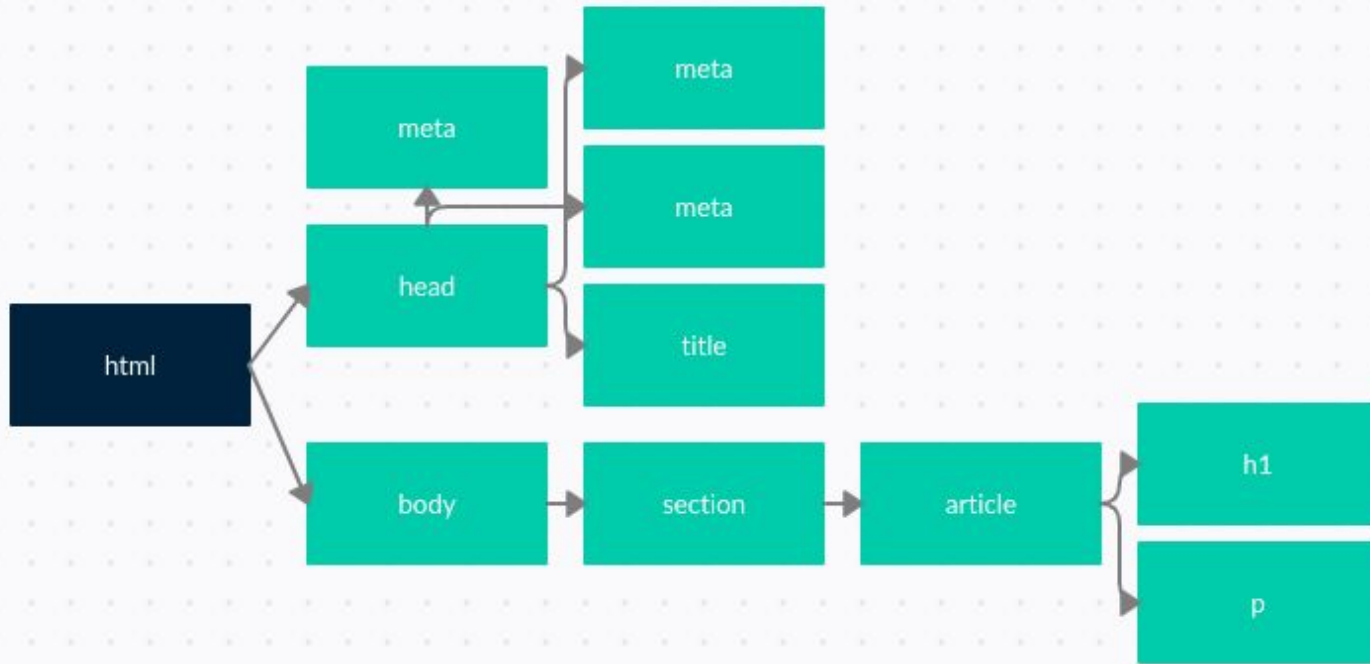 meta
meta
meta
head
title
html
body
section
article
h1
p